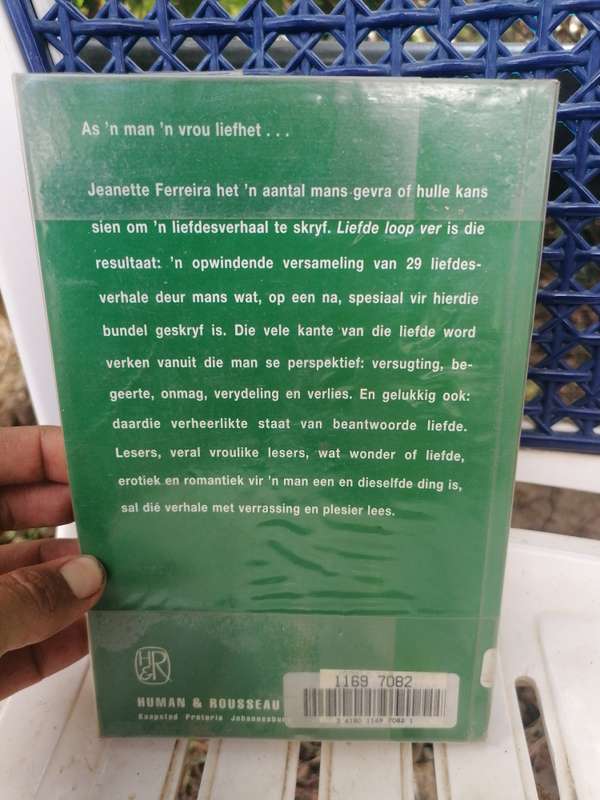 As 'n man 'n vrou liefhet . . .
Jeanette Ferreira het 'n aantal mans gevra of hulle kans
sien om 'n liefdesverhaal te skryf. Liefde loop ver is die
resultaat: 'n opwindende versameling van 29 liefdes-
verhale deur mans wat, op een na, spesiaal vir hierdie
bundel geskryf is. Die vele kante van die liefde word
verken vanuit die man se perspektief: versugting, be-
geerte, onmag, verydeling en verlies. En gelukkig ook:
daardie verheerlikte staat van beantwoorde liefde.
Lesers, veral vroulike lesers, wat wonder of liefde,
erotiek en romantiek vir 'n man een en dieselfde ding is,
sal dié verhale met verrassing en plesier lees.
H&R
HUMAN & ROUSSEAU
Kaapstad Pretoria
1169 7082
1169 7082 1